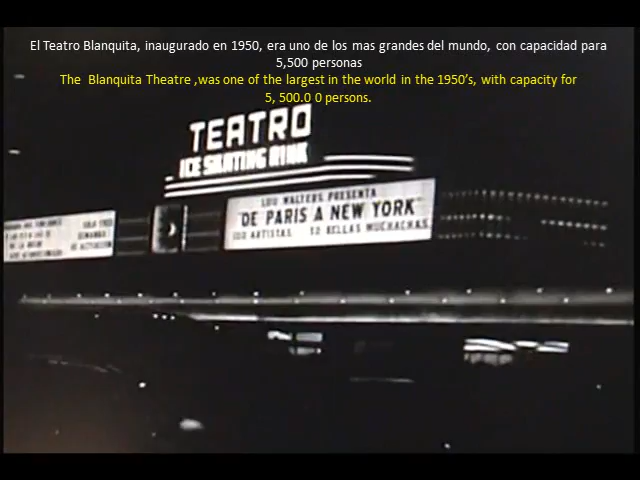 El Teatro Blanquita, inaugurado en 1950, era uno de los mas grandes del mundo, con capacidad para
5,500 personas
The Blanquita Theatre ,was one of the largest in the world in the 1950's, with capacity for
5, 500.0 0 persons.
TEATRO
ICE SKATING RINK
LOU WALTERS PRESENTA
"DE PARIS A NEW YORK"
100 ARTISTAS 50 BELLAS MUCHACHAS